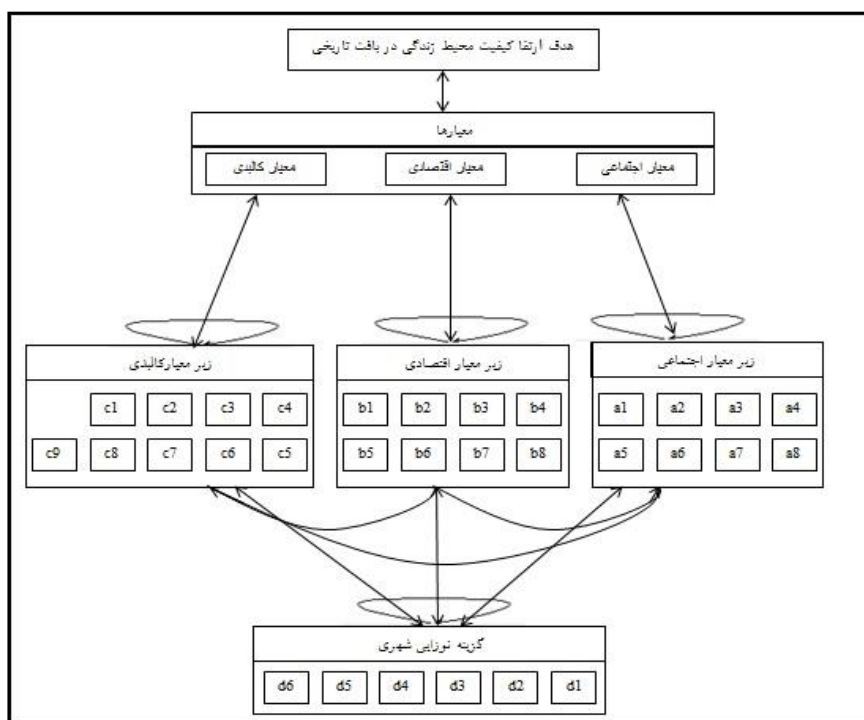 هدف ارتقا کیفیت محیط زندگی در بافت تاریخی
معیارها
معیار اجتماعی معیار اقتصادی معیار کالبدی
زیر معیار اجتماعی
a1 a2 a3 a4
a5 a6 a7 a8
زیر معیار اقتصادی
b1 b2 b3 b4
b5 b6 b7 b8
زیر معیارکالبدی
c1 c2 c3 c4
c9 c8 c7 c6 c5
گزینه نوزایی شهری
d6 d5 d4 d3 d2 d1